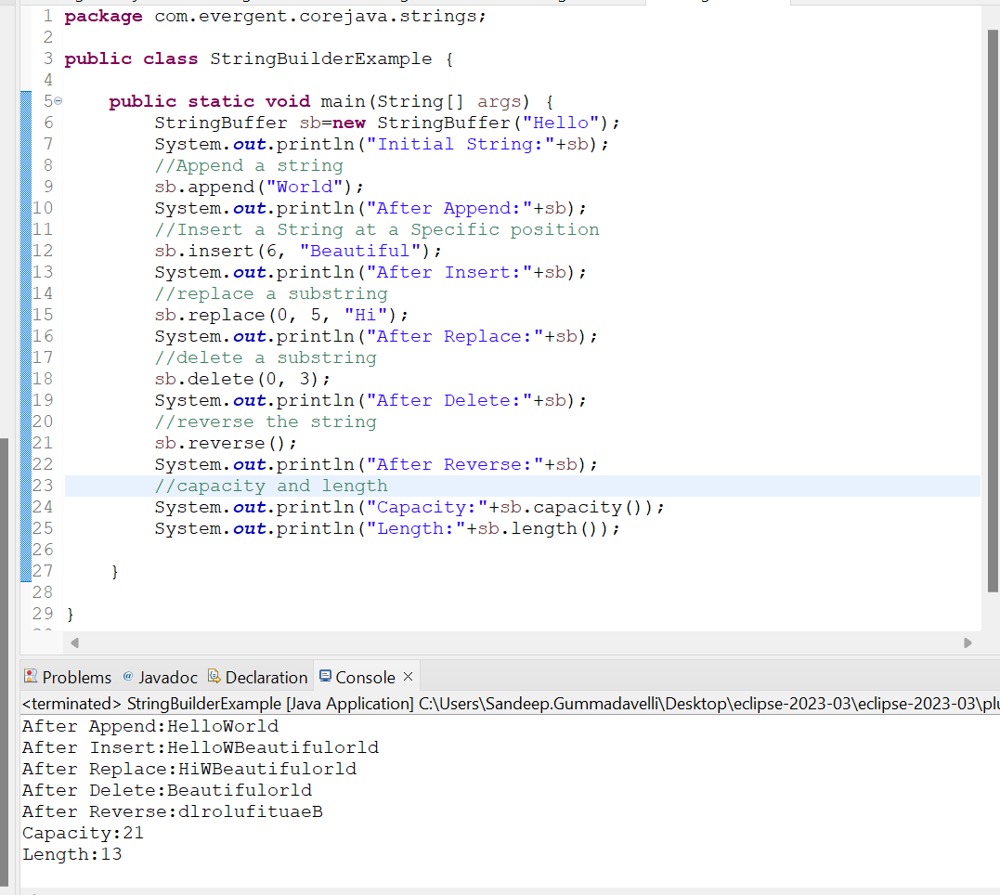 1 package com.evergent.corejava.strings;
2
3 public class StringBuilderExample {
4
5 public static void main(String[] args) {
6 StringBuffer sb=new StringBuffer("Hello");
7 System.out.println("Initial String:"+sb);
8 //Append a string
9 sb.append("World");
10 System.out.println("After Append:"+sb);
11 //Insert a String at a Specific position
12 sb.insert(6, "Beautiful");
13 System.out.println("After Insert:"+sb);
14 //replace a substring
15 sb.replace(0, 5, "Hi");
16 System.out.println("After Replace:"+sb);
17 //delete a substring
18 sb.delete(0, 3);
19 System.out.println("After Delete:"+sb);
20 //reverse the string
21 sb.reverse();
22 System.out.println("After Reverse:"+sb);
23 //capacity and length
24 System.out.println("Capacity:"+sb.capacity());
25 System.out.println("Length:"+sb.length());
26
27 }
28
29 }
Problems @ Javadoc Declaration Console ×
<terminated> StringBuilderExample [Java Application] C:\Users\Sandeep.Gummadavelli\Desktop\eclipse-2023-03\eclipse-2023-03\plu
After Append:HelloWorld
After Insert:HelloWBeautifulorld
After Replace:HiWBeautifulorld
After Delete:Beautifulorld
After Reverse:dlrolufituaeB
Capacity:21
Length:13